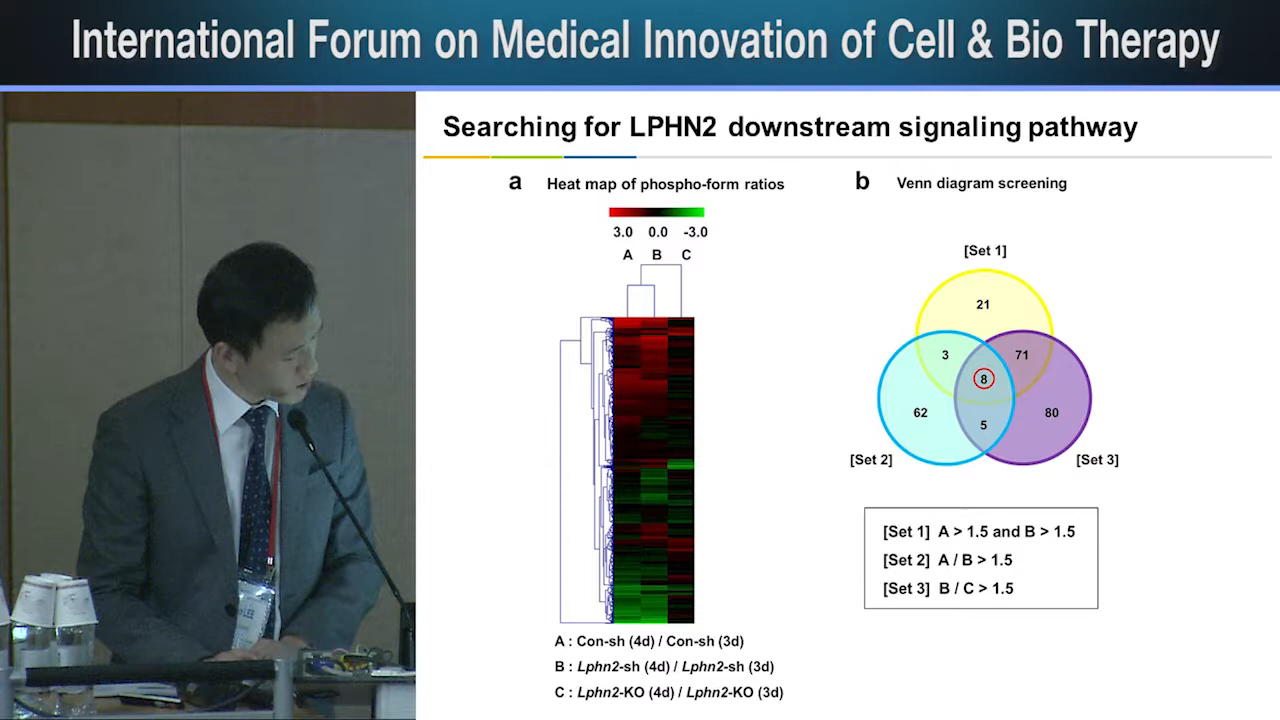 International Forum on Medical Innovation of Cell & Bio Therapy
Searching for LPHN2 downstream signaling pathway
a Heat map of phospho-form ratios
3.0 0.0 -3.0
A B C
A : Con-sh (4d) / Con-sh (3d)
B : Lphn2-sh (4d) / Lphn2-sh (3d)
C : Lphn2-KO (4d) / Lphn2-KO (3d)
b Venn diagram screening
[Set 1]
21
3 71
8
62 80
5
[Set 2] [Set 3]
[Set 1] A > 1.5 and B > 1.5
[Set 2] A / B > 1.5
[Set 3] B / C > 1.5
LEE